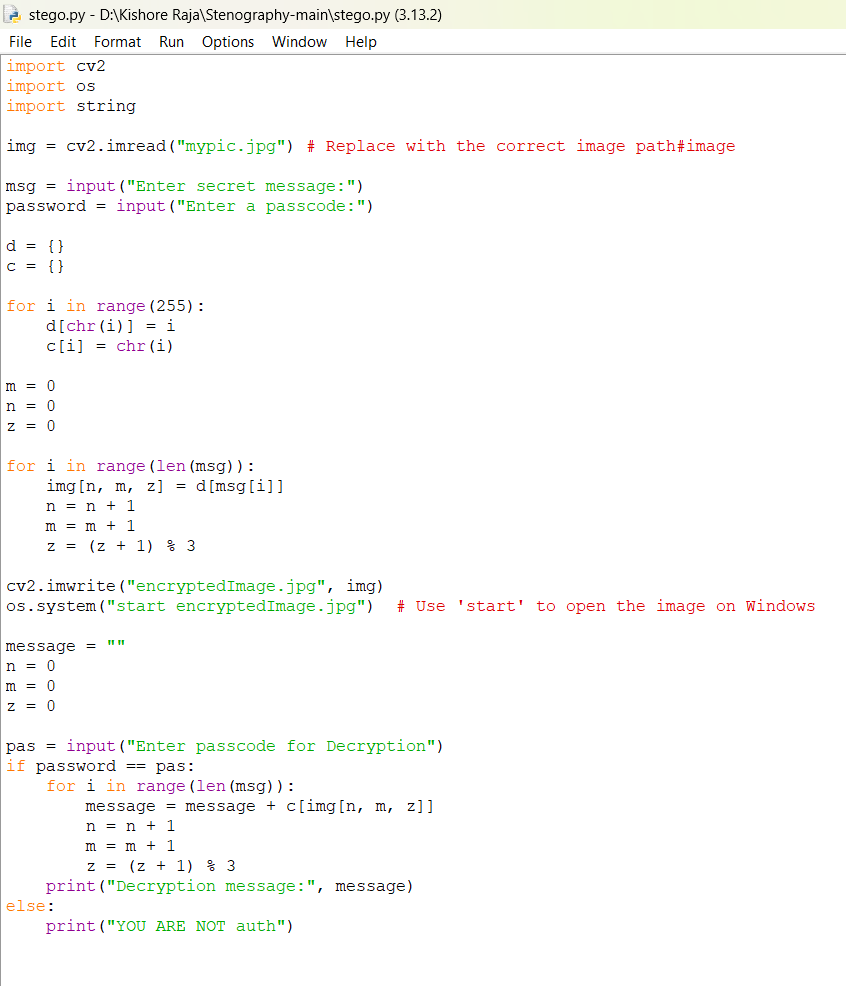 stego.py - D:\Kishore Raja\Stenography-main\stego.py (3.13.2)
File Edit Format Run Options Window Help
import cv2
import os
import string

img = cv2.imread("mypic.jpg") # Replace with the correct image path#image

msg = input("Enter secret message:")
password = input("Enter a passcode:")

d = {}
c = {}

for i in range(255):
    d[chr(i)] = i
    c[i] = chr(i)

m = 0
n = 0
z = 0

for i in range(len(msg)):
    img[n, m, z] = d[msg[i]]
    n = n + 1
    m = m + 1
    z = (z + 1) % 3

cv2.imwrite("encryptedImage.jpg", img)
os.system("start encryptedImage.jpg")  # Use 'start' to open the image on Windows

message = ""
n = 0
m = 0
z = 0

pas = input("Enter passcode for Decryption")
if password == pas:
    for i in range(len(msg)):
        message = message + c[img[n, m, z]]
        n = n + 1
        m = m + 1
        z = (z + 1) % 3
    print("Decryption message:", message)
else:
    print("YOU ARE NOT auth")